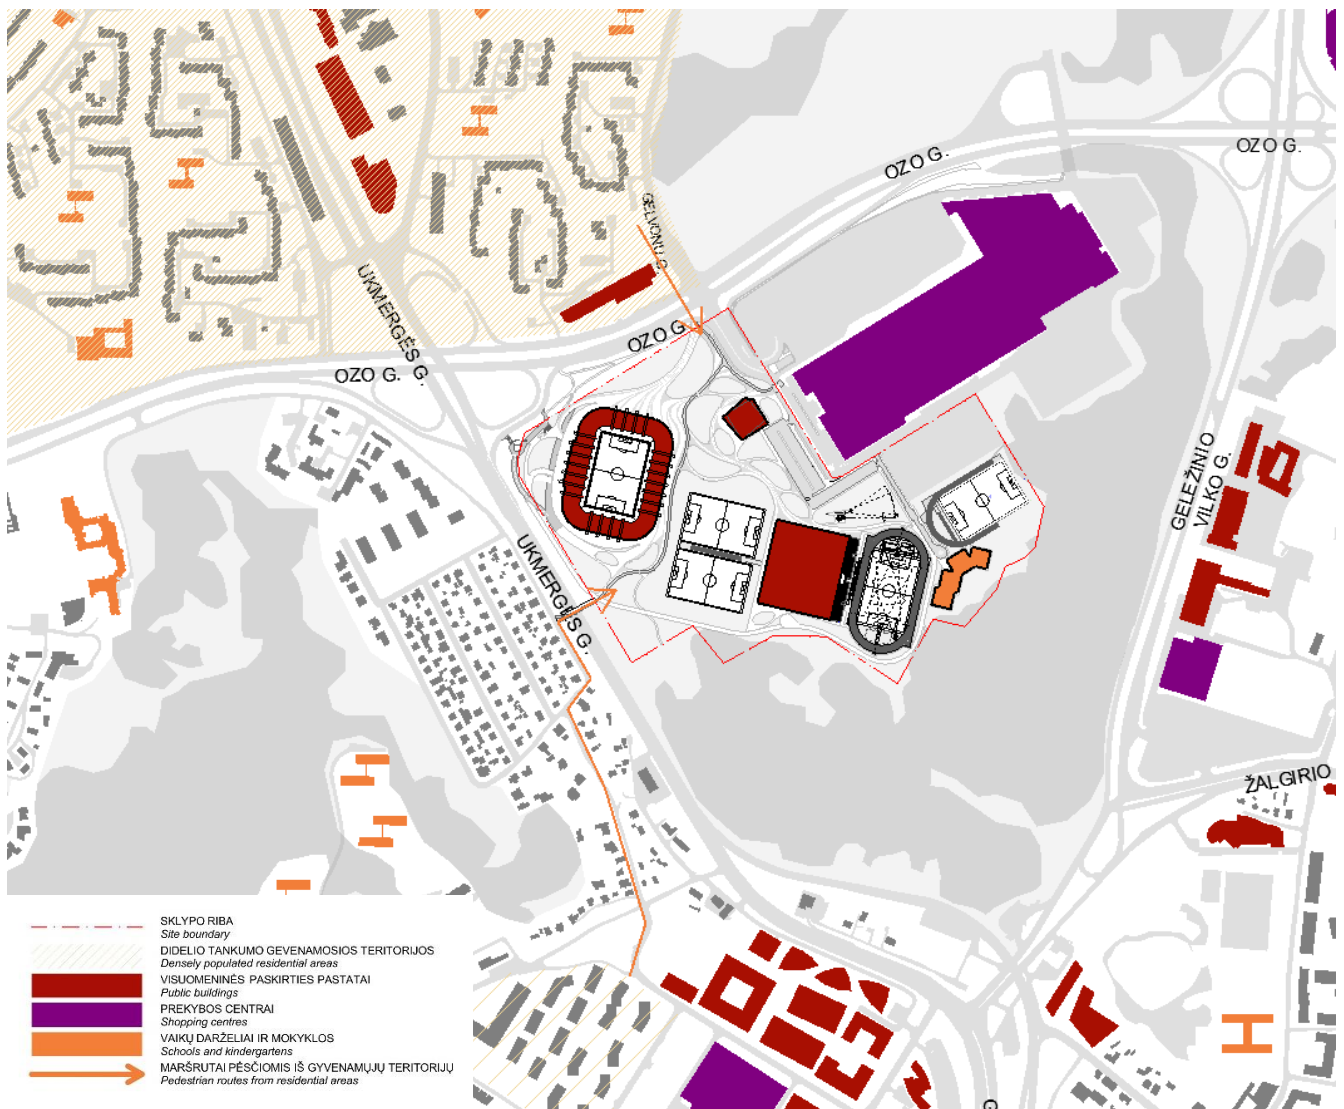 OZO G.
OZO G.
GELVONŲ G.
UKMERGĖS G.
OZO G.
OZO G.
GELEŽINIO
VILKO G.
UKMERGĖS G.
ŽALGIRIO
G
SKLYPO RIBA
Site boundary
DIDELIO TANKUMO GEVENAMOSIOS TERITORIJOS
Densely populated residential areas
VISUOMENINĖS PASKIRTIES PASTATAI
Public buildings
PREKYBOS CENTRAI
Shopping centres
VAIKŲ DARŽELIAI IR MOKYKLOS
Schools and kindergartens
MARŠRUTAI PĖSČIOMIS IŠ GYVENAMŲJŲ TERITORIJŲ
Pedestrian routes from residential areas